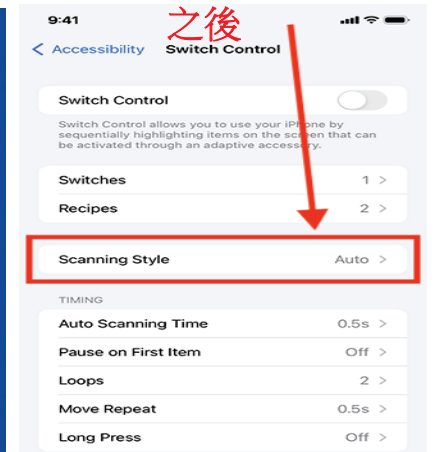 9:41
之後
Accessibility Switch Control
Switch Control
Switch Control allows you to use your iPhone by
sequentially highlighting items on the screen that can
be activated through an adaptive accessory.
Switches 1
Recipes 2
Scanning Style Auto
TIMING
Auto Scanning Time 0.5s
Pause on First Item Off
Loops 2
Move Repeat 0.5s
Long Press Off